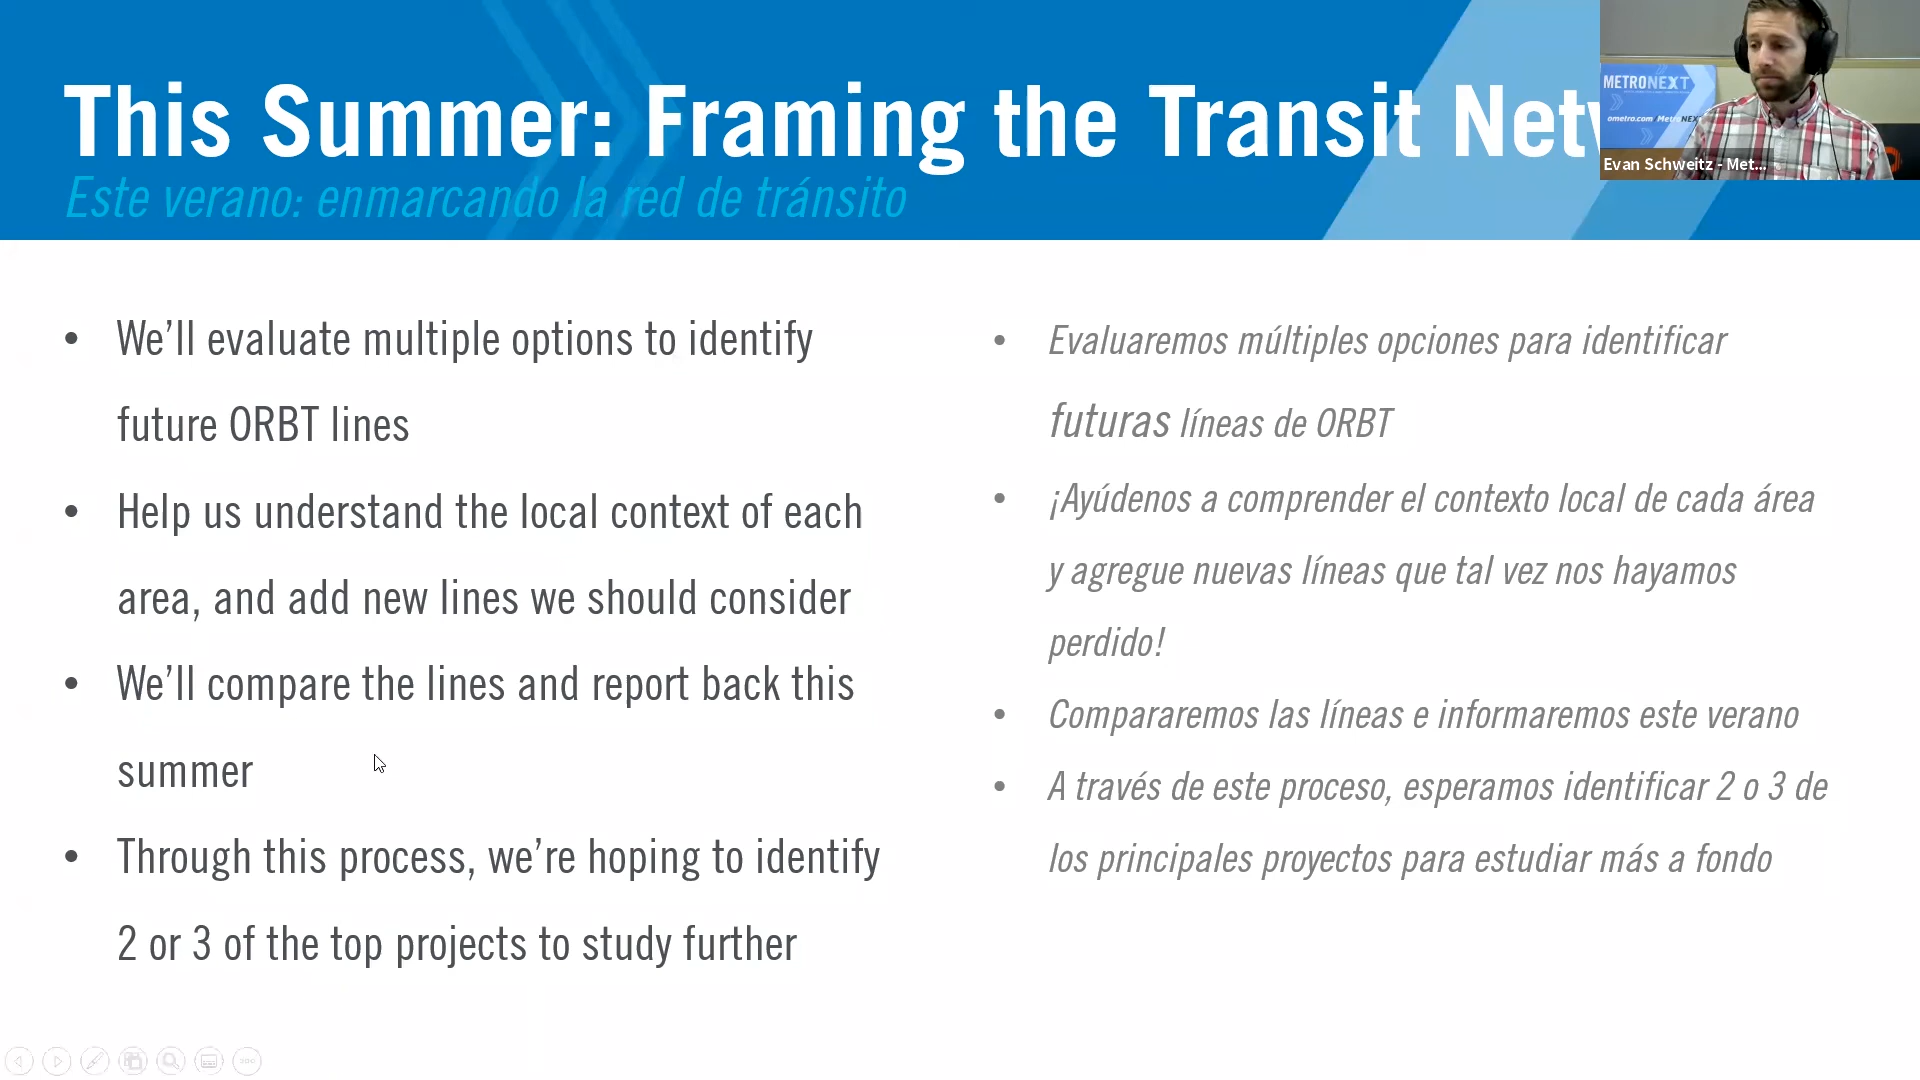 This Summer: Framing the Transit
Este verano: enmarcando la red de tránsito
METRONEXT
ometro.com/MetroNEXT
Evan Schweitz - Met...
• We’ll evaluate multiple options to identify
future ORBT lines
• Help us understand the local context of each
area, and add new lines we should consider
• We’ll compare the lines and report back this
summer
• Through this process, we’re hoping to identify
2 or 3 of the top projects to study further
• Evaluaremos múltiples opciones para identificar
futuras líneas de ORBT
• ¡Ayúdenos a comprender el contexto local de cada área
y agregue nuevas líneas que tal vez nos hayamos
perdido!
• Compararemos las líneas e informaremos este verano
• A través de este proceso, esperamos identificar 2 o 3 de
los principales proyectos para estudiar más a fondo